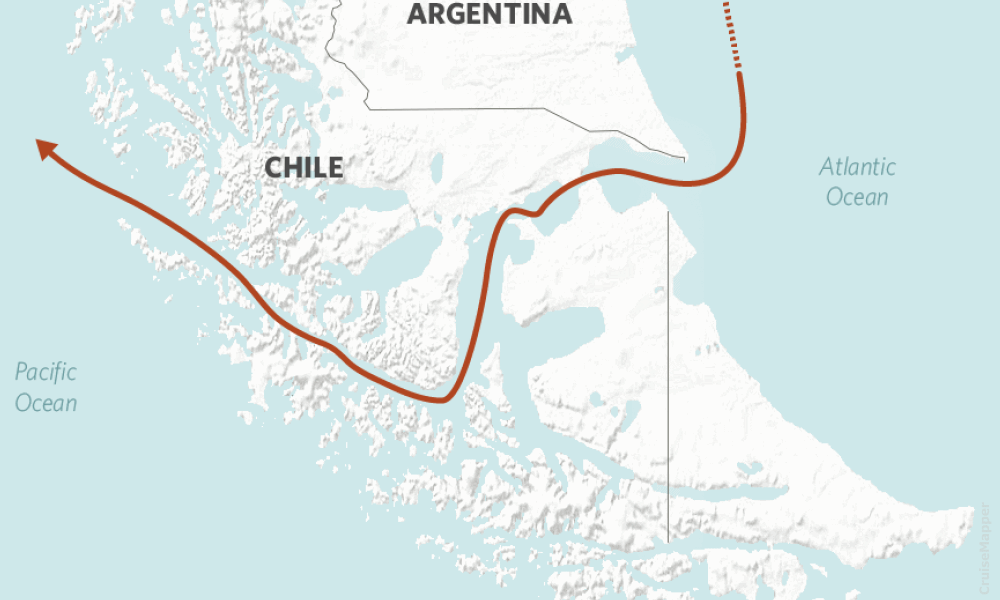 ARGENTINA
CHILE
Atlantic
Ocean
Pacific
Ocean
CruiseMapper